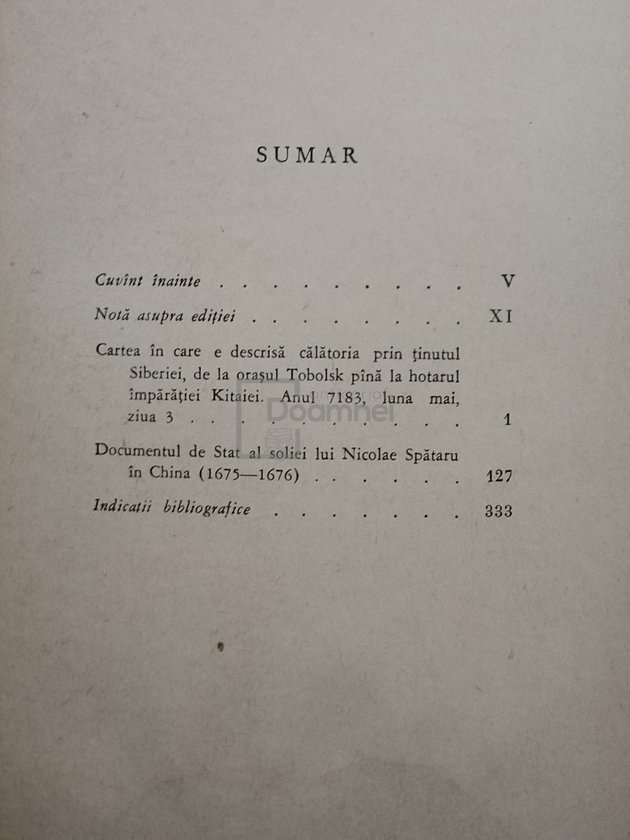 SUMAR
Cuvînt înainte . . . . . . . . . V
Notă asupra ediției . . . . . . . . XI
Cartea în care e descrisă călătoria prin ținutul
Siberiei, de la orașul Tobolsk pînă la hotarul
împărăției Kitaiei. Anul 7183, luna mai,
ziua 3 . . . . . . . . . . 1
Documentul de Stat al soliei lui Nicolae Spătaru
în China (1675—1676) . . . . . . 127
Indicații bibliografice . . . . . . . 333
Doamnei